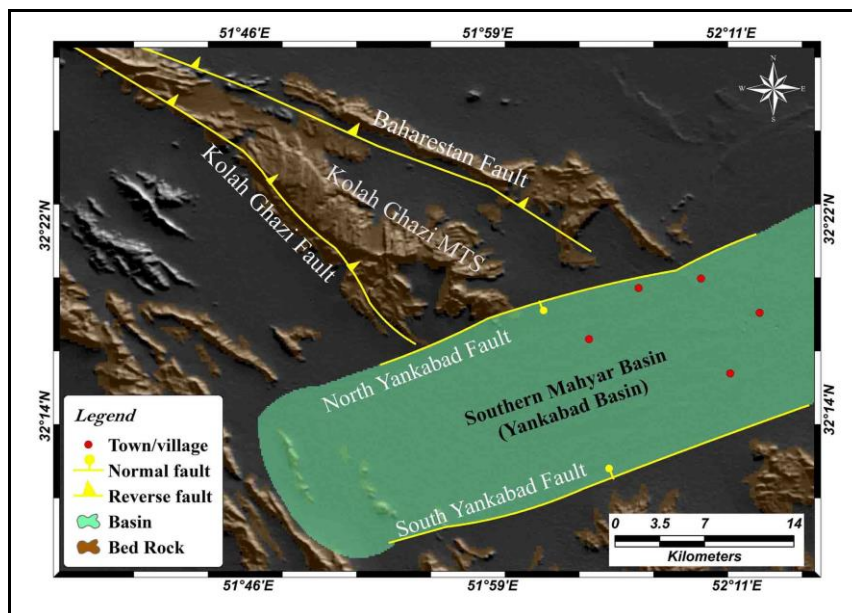 51°46'E 51°59'E 52°11'E
N
W E
S
Baharestan Fault
Kolah Ghazi MTS
Kolah Ghazi Fault
32°22'N 32°22'N
North Yankabad Fault
Southern Mahyar Basin
(Yankabad Basin)
32°14'N 32°14'N
South Yankabad Fault
Legend
Town/village
Normal fault
Reverse fault
Basin
Bed Rock
0 3.5 7 14
Kilometers
51°46'E 51°59'E 52°11'E